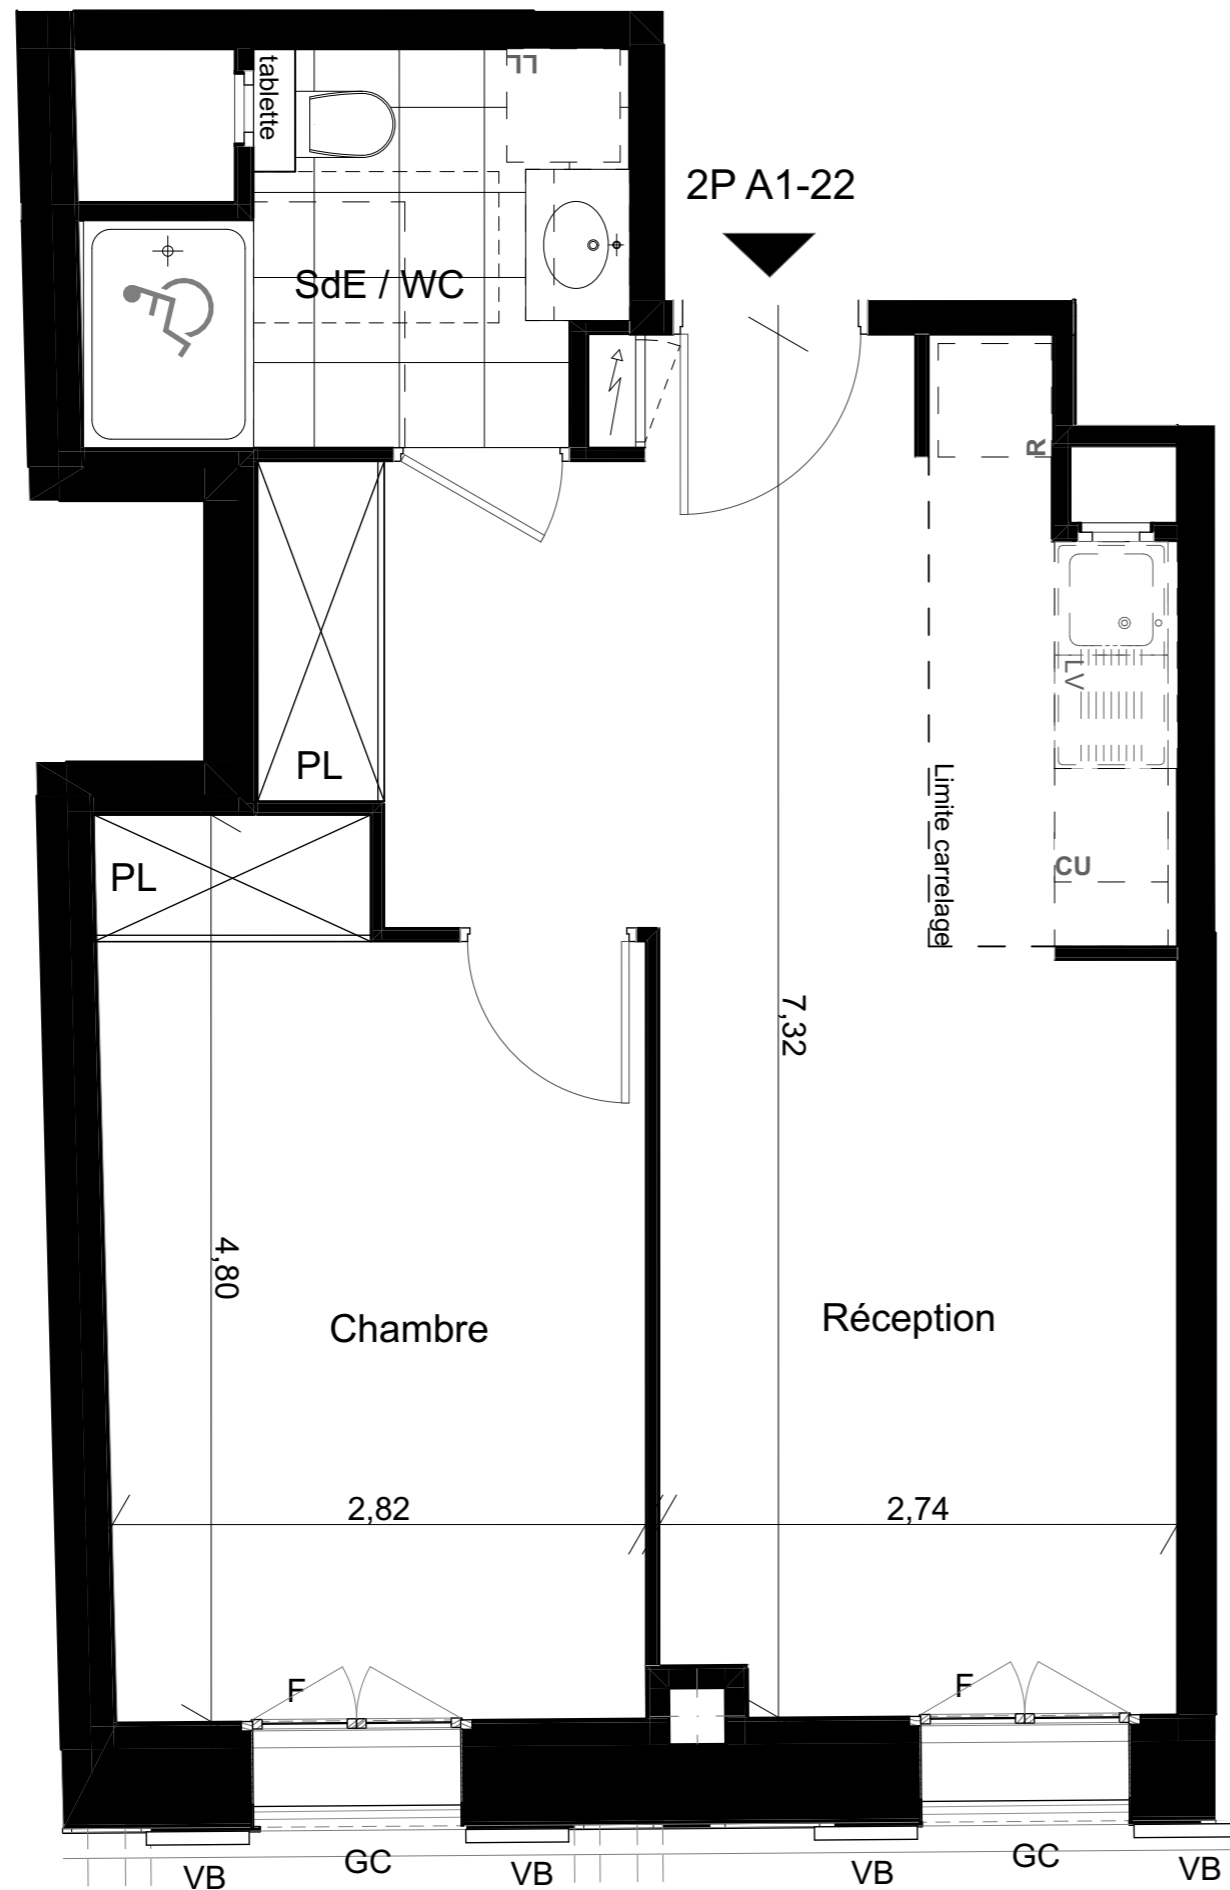 tablette
LL
2P A1-22
SdE / WC
R
LV
PL
Limite carrelage
CU
PL
7,32
4,80
Chambre
Réception
2,82
2,74
F
F
VB
GC
VB
VB
GC
VB